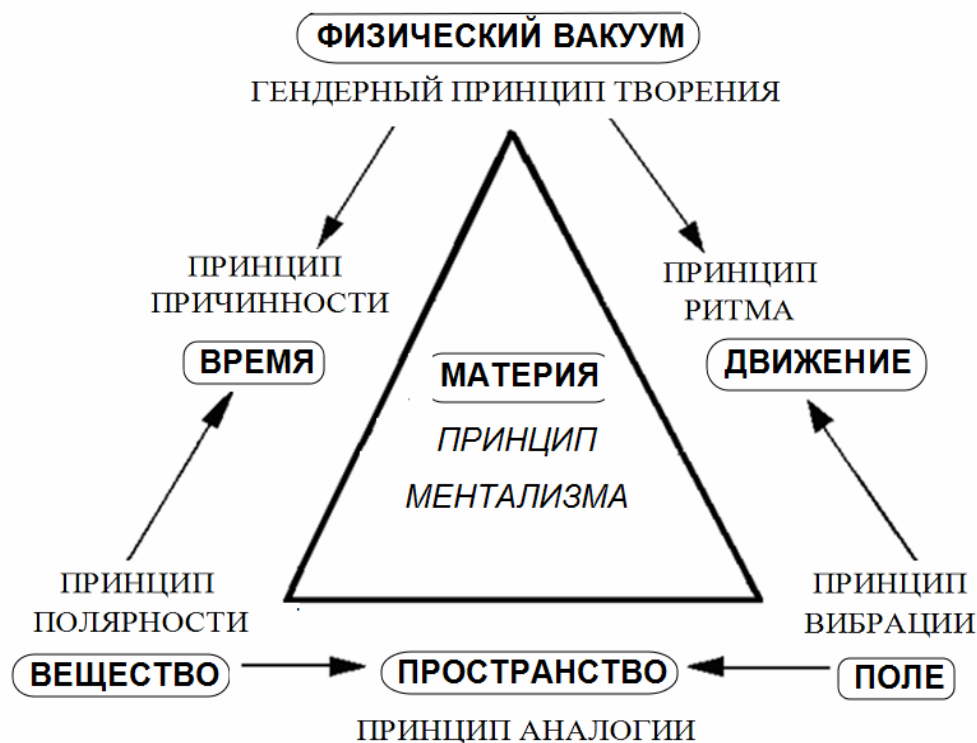 ФИЗИЧЕСКИЙ ВАКУУМ
ГЕНДЕРНЫЙ ПРИНЦИП ТВОРЕНИЯ
ПРИНЦИП
ПРИЧИННОСТИ
ВРЕМЯ
ПРИНЦИП
РИТМА
ДВИЖЕНИЕ
МАТЕРИЯ
ПРИНЦИП
МЕНТАЛИЗМА
ПРИНЦИП
ПОЛЯРНОСТИ
ВЕЩЕСТВО
ПРОСТРАНСТВО
ПРИНЦИП АНАЛОГИИ
ПРИНЦИП
ВИБРАЦИИ
ПОЛЕ